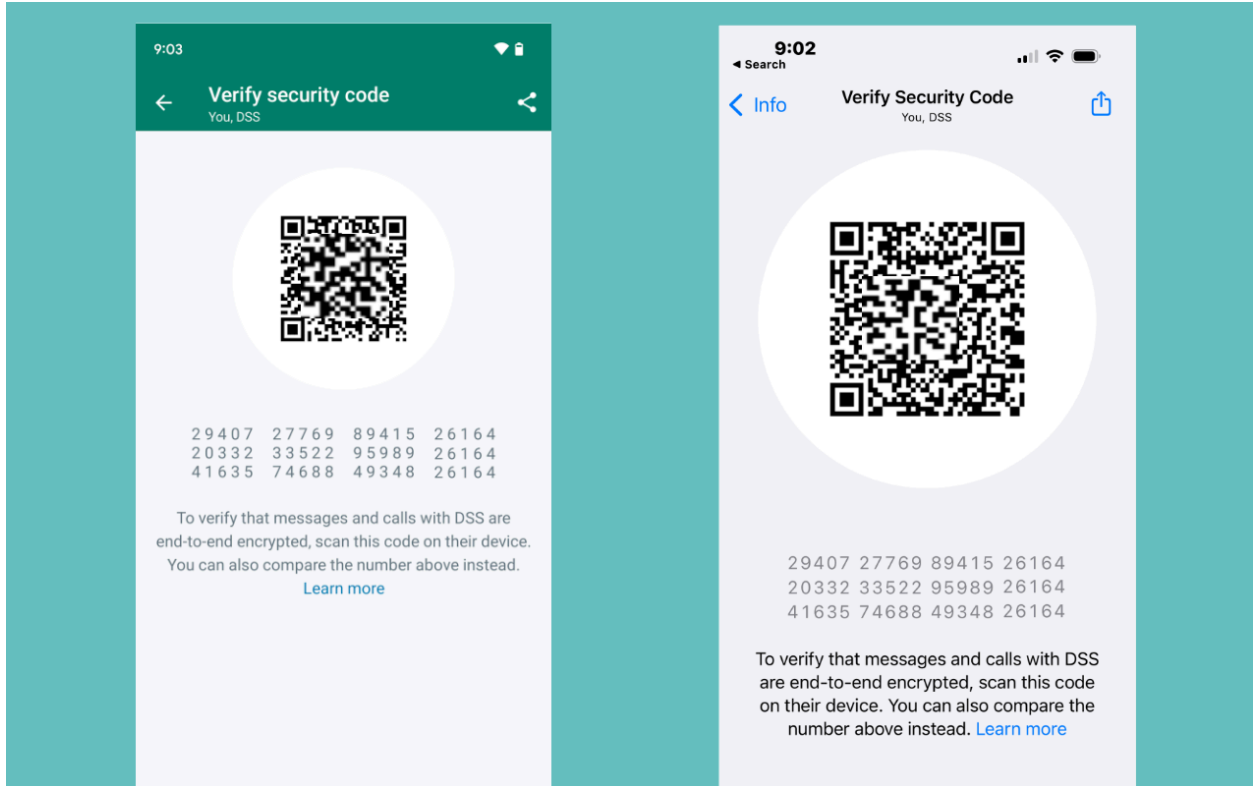 9:03
Verify security code
You, DSS
29407 27769 89415 26164
20332 33522 95989 26164
41635 74688 49348 26164
To verify that messages and calls with DSS are
end-to-end encrypted, scan this code on their device.
You can also compare the number above instead.
Learn more
9:02
◀ Search
Info
Verify Security Code
You, DSS
29407 27769 89415 26164
20332 33522 95989 26164
41635 74688 49348 26164
To verify that messages and calls with DSS
are end-to-end encrypted, scan this code
on their device. You can also compare the
number above instead. Learn more